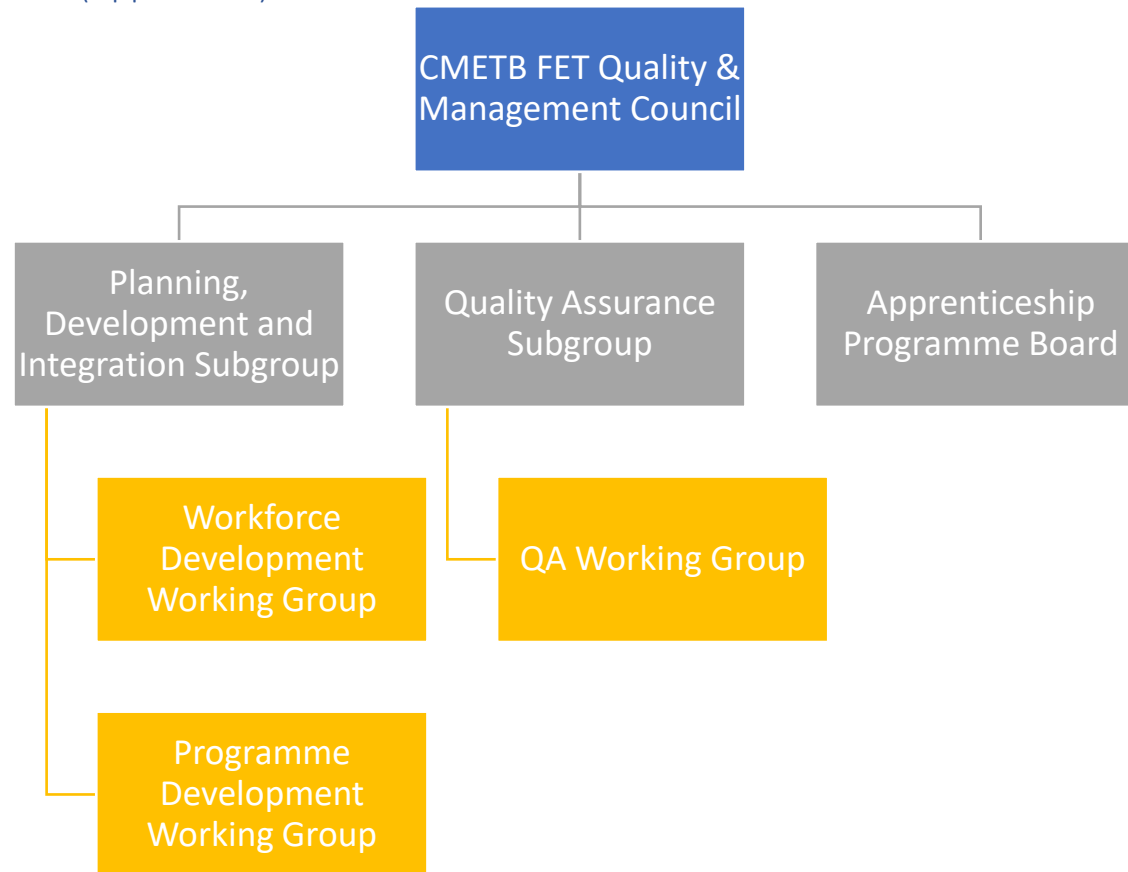 CMETB FET Quality &
Management Council
Planning,
Development and
Integration Subgroup
Quality Assurance
Subgroup
Apprenticeship
Programme Board
Workforce
Development
Working Group
QA Working Group
Programme
Development
Working Group